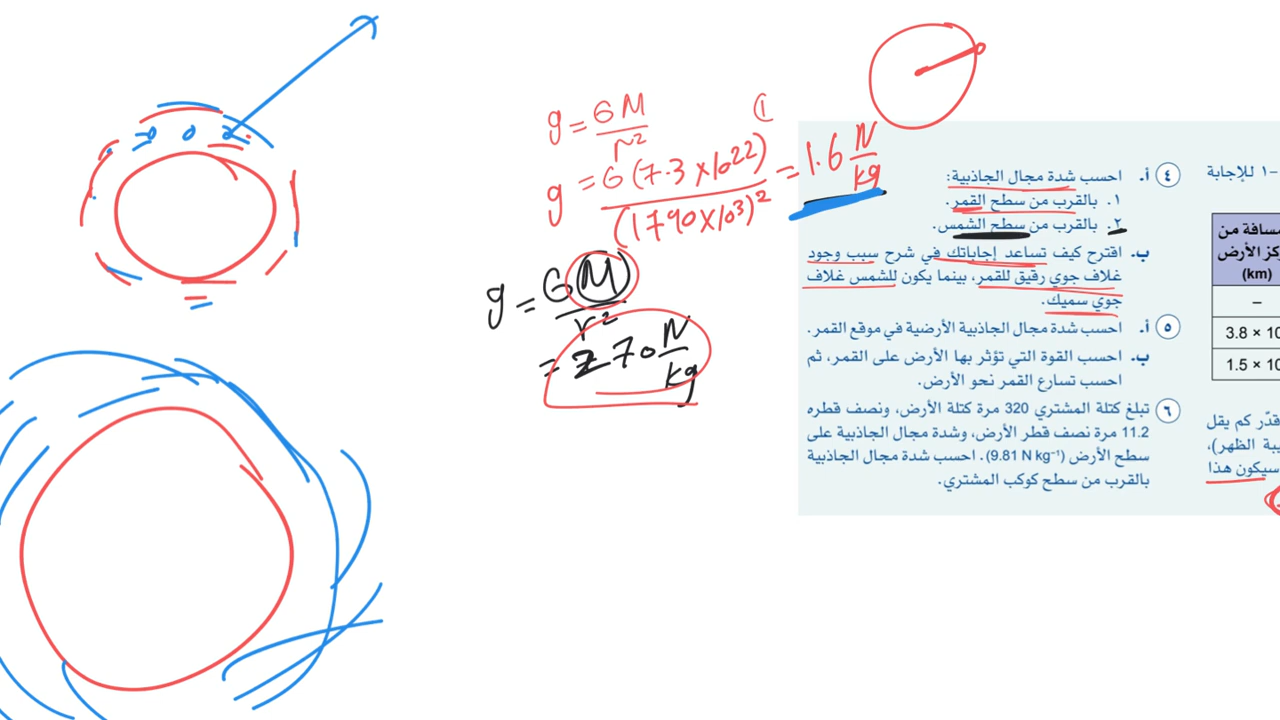 g = GM / r²
①
g = G (7.3 × 10²²) / (1790 × 10³)² = 1.6 N/kg
g = GM / r²
= 270 N/kg
٤ أ. احسب شدة مجال الجاذبية:
١. بالقرب من سطح القمر.
٢. بالقرب من سطح الشمس.
ب. اقترح كيف تساعد إجاباتك في شرح سبب وجود
غلاف جوي رقيق للقمر، بينما يكون للشمس غلاف
جوي سميك.
٥ أ. احسب شدة مجال الجاذبية الأرضية في موقع القمر.
ب. احسب القوة التي تؤثر بها الأرض على القمر، ثم
احسب تسارع القمر نحو الأرض.
٦ تبلغ كتلة المشتري 320 مرة كتلة الأرض، ونصف قطره
11.2 مرة نصف قطر الأرض، وشدة مجال الجاذبية على
سطح الأرض (9.81 N kg⁻¹). احسب شدة مجال الجاذبية
بالقرب من سطح كوكب المشتري.
١- للإجابة
(km)
–
3.8 × 10
1.5 × 10
قدّر كم يقل
سيكون هذا